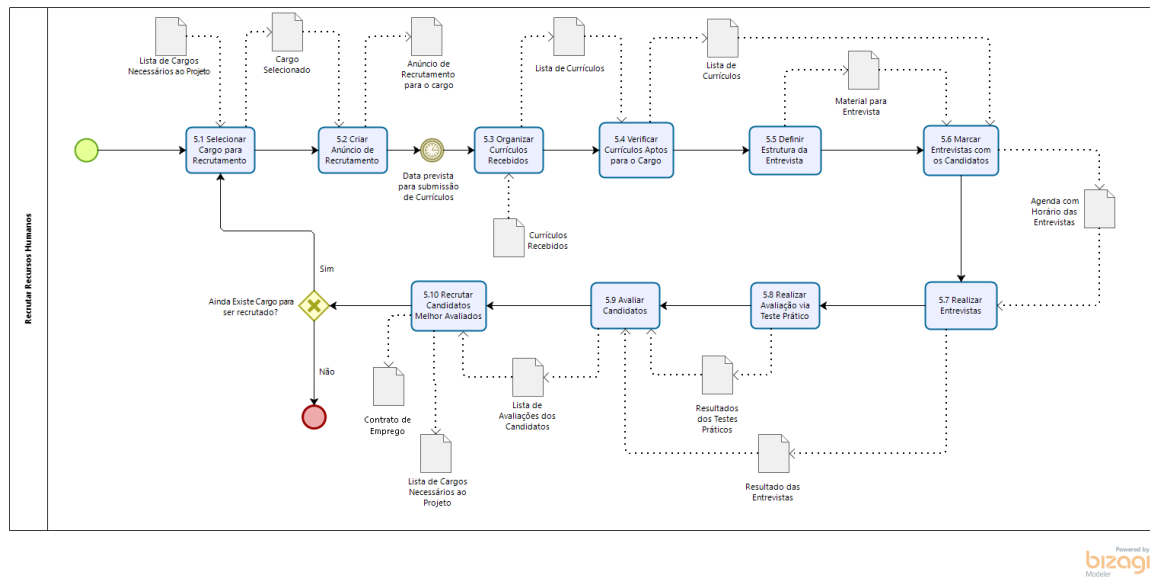 Recrutar Recursos Humanos
Lista de Cargos
Necessários ao Projeto
Cargo
Selecionado
Anúncio de
Recrutamento
para o cargo
Lista de Currículos
Lista de
Currículos
Material para
Entrevista
5.1 Selecionar
Cargo para
Recrutamento
5.2 Criar
Anúncio de
Recrutamento
Data prevista
para submissão
de Currículos
5.3 Organizar
Currículos
Recebidos
5.4 Verificar
Currículos Aptos
para o Cargo
5.5 Definir
Estrutura da
Entrevista
5.6 Marcar
Entrevistas com
os Candidatos
Currículos
Recebidos
Agenda com
Horário das
Entrevistas
Sim
Ainda Existe Cargo para
ser recrutado?
Não
5.10 Recrutar
Candidatos
Melhor Avaliados
5.9 Avaliar
Candidatos
5.8 Realizar
Avaliação via
Teste Prático
5.7 Realizar
Entrevistas
Contrato de
Emprego
Lista de
Avaliações dos
Candidatos
Resultados
dos Testes
Práticos
Lista de Cargos
Necessários ao
Projeto
Resultado das
Entrevistas
Powered by
bizagi
Modeler